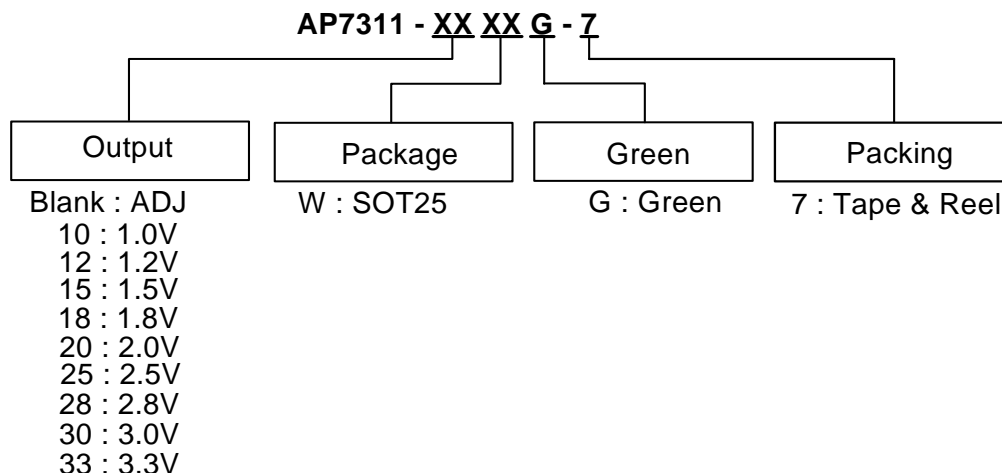 AP7311 - XX XX G - 7
Output
Package
Green
Packing
Blank : ADJ
10 : 1.0V
12 : 1.2V
15 : 1.5V
18 : 1.8V
20 : 2.0V
25 : 2.5V
28 : 2.8V
30 : 3.0V
33 : 3.3V
W : SOT25
G : Green
7 : Tape & Reel